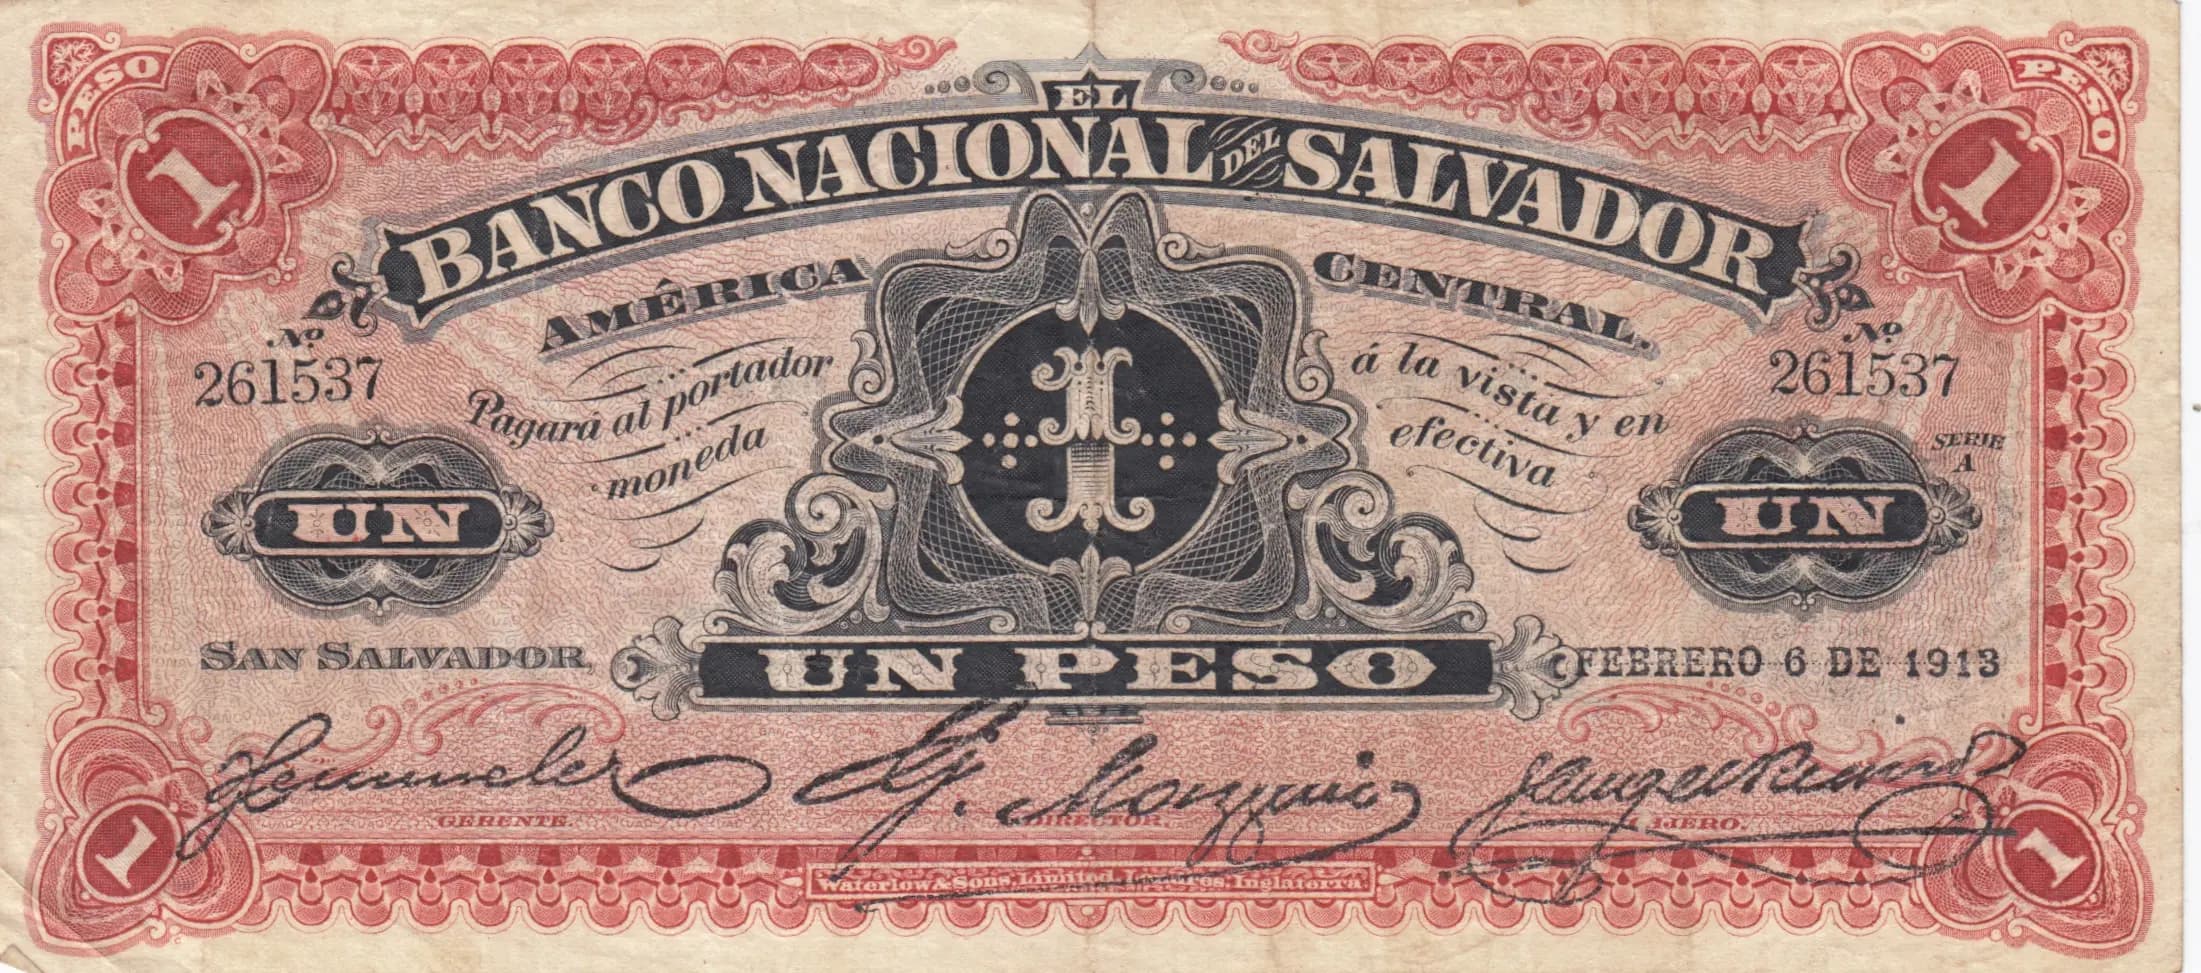 PESO
PESO
1
1
EL
BANCO NACIONAL DEL SALVADOR
AMÉRICA CENTRAL.
Nº
261537
Nº
261537
Pagará al portador
á la vista y en
moneda
efectiva
SERIE
A
1
UN
UN
SAN SALVADOR,
UN PESO
FEBRERO 6 DE 1913
GERENTE.
DIRECTOR.
1
1
Waterlow & Sons, Limited, Londres, Inglaterra.